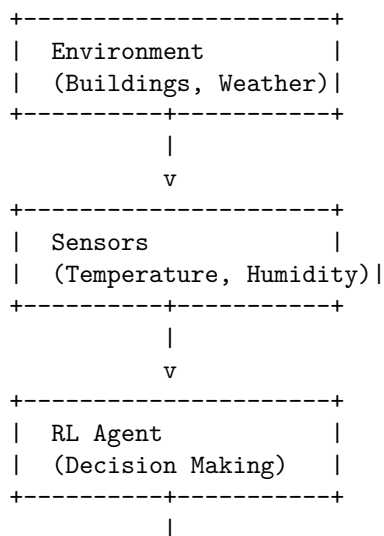 +----------------------+
|  Environment         |
|  (Buildings, Weather)|
+----------+-----------+
           |
           v
+----------------------+
|  Sensors             |
|  (Temperature, Humidity)|
+----------+-----------+
           |
           v
+----------------------+
|  RL Agent            |
|  (Decision Making)   |
+----------+-----------+
           |